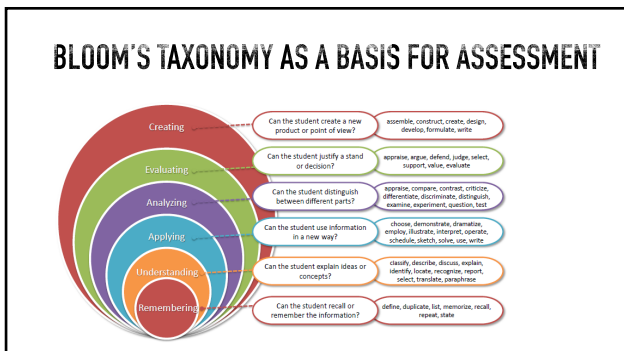 BLOOM'S TAXONOMY AS A BASIS FOR ASSESSMENT
Creating
Can the student create a new
product or point of view?
assemble, construct, create, design,
develop, formulate, write
Evaluating
Can the student justify a stand
or decision?
appraise, argue, defend, judge, select,
support, value, evaluate
Analyzing
Can the student distinguish
between different parts?
appraise, compare, contrast, criticize,
differentiate, discriminate, distinguish,
examine, experiment, question, test
Applying
Can the student use information
in a new way?
choose, demonstrate, dramatize,
employ, illustrate, interpret, operate,
schedule, sketch, solve, use, write
Understanding
Can the student explain ideas or
concepts?
classify, describe, discuss, explain,
identify, locate, recognize, report,
select, translate, paraphrase
Remembering
Can the student recall or
remember the information?
define, duplicate, list, memorize, recall,
repeat, state